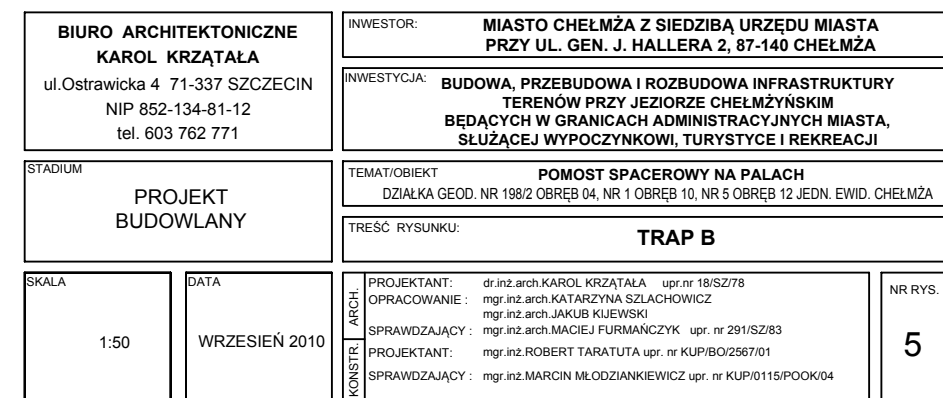 BIURO ARCHITEKTONICZNE
KAROL KRZĄTAŁA
ul.Ostrawicka 4 71-337 SZCZECIN
NIP 852-134-81-12
tel. 603 762 771
INWESTOR: MIASTO CHEŁMŻA Z SIEDZIBĄ URZĘDU MIASTA
PRZY UL. GEN. J. HALLERA 2, 87-140 CHEŁMŻA
INWESTYCJA: BUDOWA, PRZEBUDOWA I ROZBUDOWA INFRASTRUKTURY
TERENÓW PRZY JEZIORZE CHEŁMŻYŃSKIM
BĘDĄCYCH W GRANICACH ADMINISTRACYJNYCH MIASTA,
SŁUŻĄCEJ WYPOCZYNKOWI, TURYSTYCE I REKREACJI
STADIUM
PROJEKT
BUDOWLANY
TEMAT/OBIEKT POMOST SPACEROWY NA PALACH
DZIAŁKA GEOD. NR 198/2 OBRĘB 04, NR 1 OBRĘB 10, NR 5 OBRĘB 12 JEDN. EWID. CHEŁMŻA
TREŚĆ RYSUNKU: TRAP B
SKALA
1:50
DATA
WRZESIEŃ 2010
ARCH.
PROJEKTANT: dr.inż.arch.KAROL KRZĄTAŁA upr.nr 18/SZ/78
OPRACOWANIE : mgr.inż.arch.KATARZYNA SZLACHOWICZ
mgr.inż.arch.JAKUB KIJEWSKI
SPRAWDZAJĄCY : mgr.inż.arch.MACIEJ FURMAŃCZYK upr. nr 291/SZ/83
KONSTR.
PROJEKTANT: mgr.inż.ROBERT TARATUTA upr. nr KUP/BO/2567/01
SPRAWDZAJĄCY : mgr.inż.MARCIN MŁODZIANKIEWICZ upr. nr KUP/0115/POOK/04
NR RYS.
5